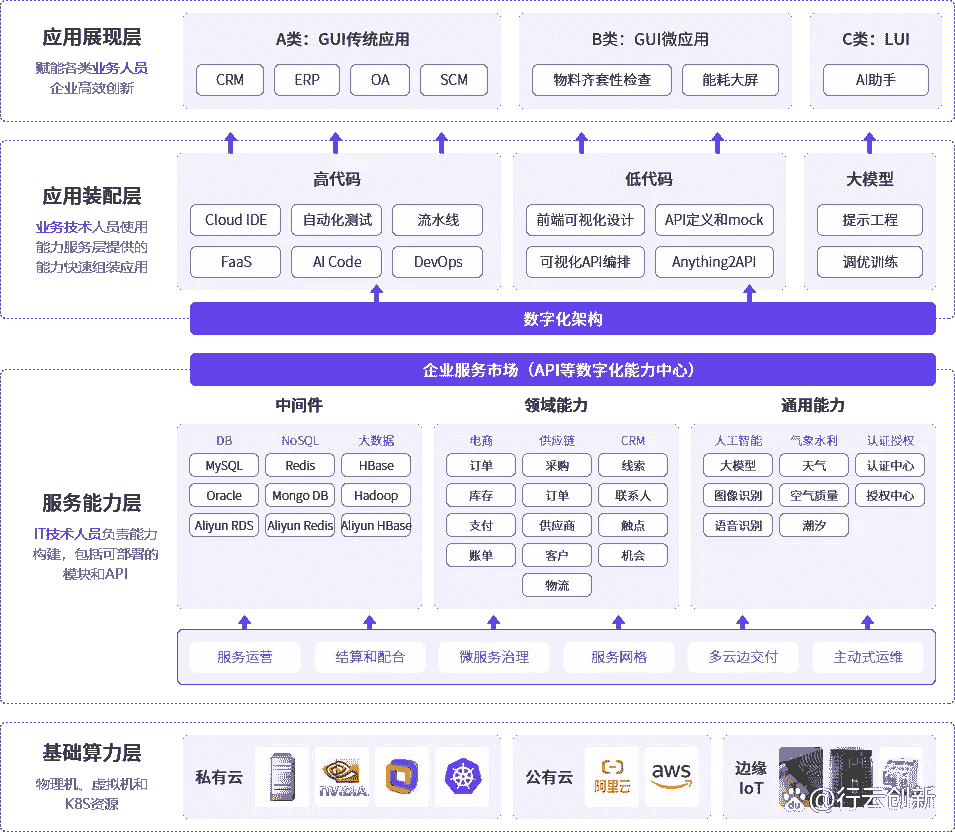 应用展现层
赋能各类业务人员
企业高效创新
A类：GUI传统应用
CRM
ERP
OA
SCM
B类：GUI微应用
物料齐套性检查
能耗大屏
C类：LUI
AI助手
应用装配层
业务技术人员使用
能力服务层提供的
能力快速组装应用
高代码
Cloud IDE
自动化测试
流水线
FaaS
AI Code
DevOps
低代码
前端可视化设计
API定义和mock
可视化API编排
Anything2API
大模型
提示工程
调优训练
数字化架构
企业服务市场（API等数字化能力中心）
服务能力层
IT技术人员负责能力
构建，包括可部署的
模块和API
中间件
DB
NoSQL
大数据
MySQL
Redis
HBase
Oracle
Mongo DB
Hadoop
Aliyun RDS
Aliyun Redis
Aliyun HBase
领域能力
电商
供应链
CRM
订单
采购
线索
库存
订单
联系人
支付
供应商
触点
账单
客户
机会
物流
通用能力
人工智能
气象水利
认证授权
大模型
天气
认证中心
图像识别
空气质量
授权中心
语音识别
潮汐
服务运营
结算和配合
微服务治理
服务网格
多云边交付
主动式运维
基础算力层
物理机、虚拟机和
K8S资源
私有云
NVIDIA.
公有云
阿里云
aws
边缘
IoT
du
@行云创新